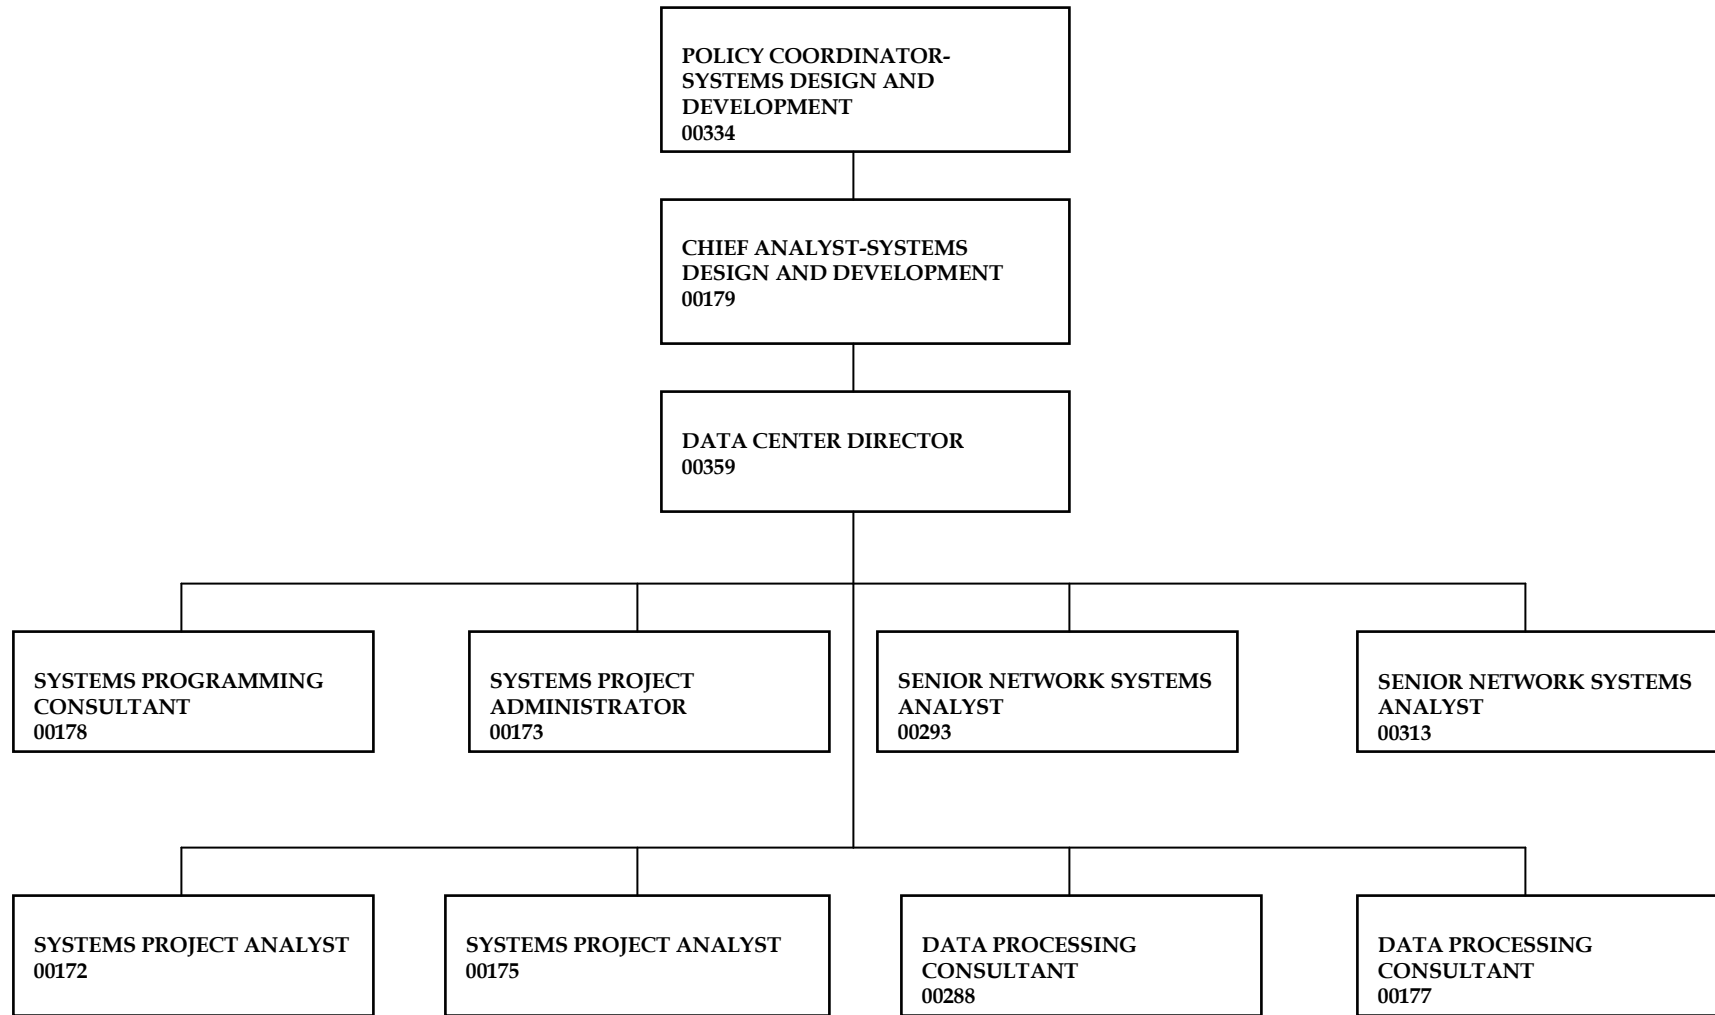 POLICY COORDINATOR-
SYSTEMS DESIGN AND
DEVELOPMENT
00334
CHIEF ANALYST-SYSTEMS
DESIGN AND DEVELOPMENT
00179
DATA CENTER DIRECTOR
00359
SYSTEMS PROGRAMMING
CONSULTANT
00178
SYSTEMS PROJECT
ADMINISTRATOR
00173
SENIOR NETWORK SYSTEMS
ANALYST
00293
SENIOR NETWORK SYSTEMS
ANALYST
00313
SYSTEMS PROJECT ANALYST
00172
SYSTEMS PROJECT ANALYST
00175
DATA PROCESSING
CONSULTANT
00288
DATA PROCESSING
CONSULTANT
00177